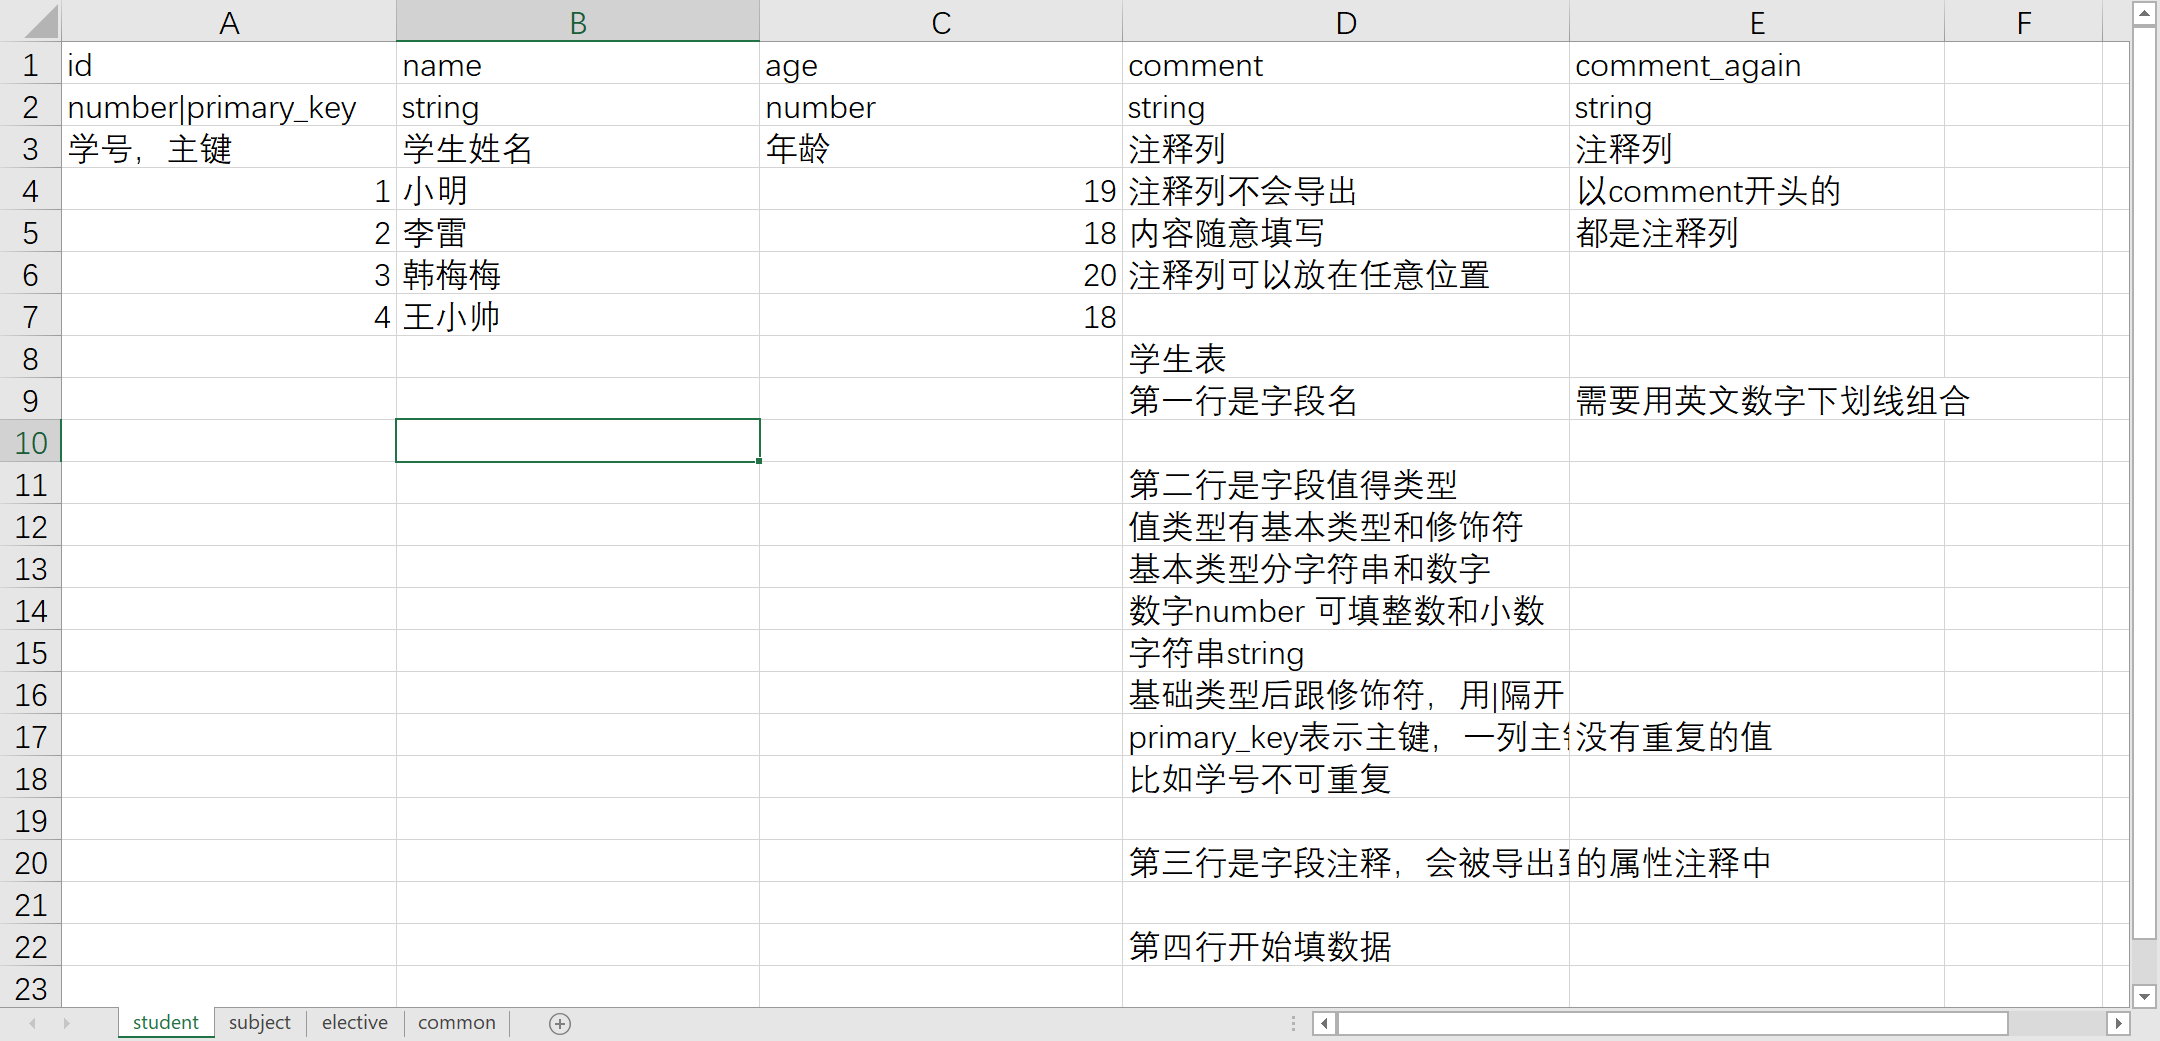 A B C D E F
1 id name age comment comment_again
2 number|primary_key string number string string
3 学号，主键 学生姓名 年龄 注释列 注释列
4 1 小明 19 注释列不会导出 以comment开头的
5 2 李雷 18 内容随意填写 都是注释列
6 3 韩梅梅 20 注释列可以放在任意位置
7 4 王小帅 18
8 学生表
9 第一行是字段名 需要用英文数字下划线组合
10
11 第二行是字段值得类型
12 值类型有基本类型和修饰符
13 基本类型分字符串和数字
14 数字number 可填整数和小数
15 字符串string
16 基础类型后跟修饰符，用|隔开
17 primary_key表示主键，一列主 没有重复的值
18 比如学号不可重复
19
20 第三行是字段注释，会被导出 的属性注释中
21
22 第四行开始填数据
23
student subject elective common